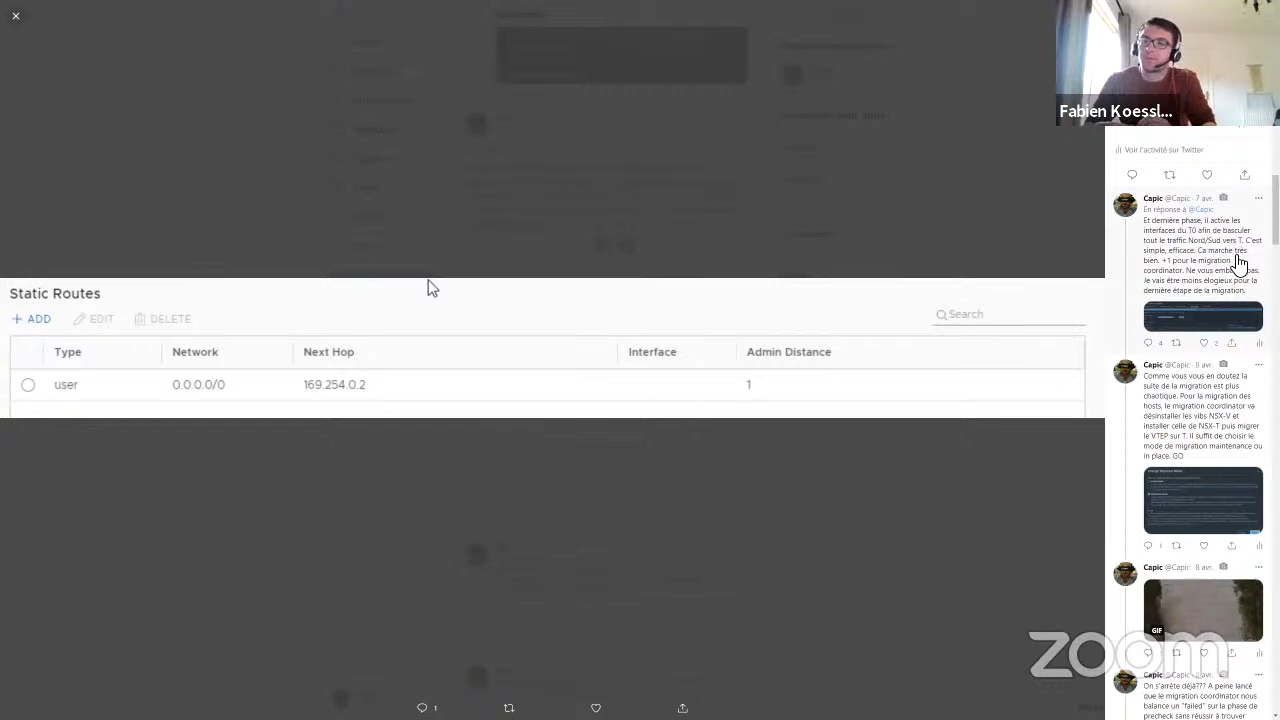 Fabien Koessl...
Static Routes
ADD EDIT DELETE
Search
Type Network Next Hop Interface Admin Distance
user 0.0.0.0/0 169.254.0.2 1
1
Voir l'activité sur Twitter
Capic @Capic · 7 avr.
En réponse à @Capic
Et dernière phase, il active les
interfaces du T0 afin de basculer
tout le traffic Nord/Sud vers T. C'est
simple, efficace. Ca marche très
bien. +1 pour le migration
coordinator. Ne vous pas.
Je vais être moins élogieux pour la
dernière étape de la migration.
4 2
Capic @Capic · 8 avr.
Comme vous vous en doutez la
suite de la migration est plus
chaotique. Pour la migration des
hosts, le migration coordinator va
désinstaller les vibs NSX-V et
installer celle de NSX-T puis migrer
le VTEP sur T. Il suffit de choisir le
mode de migration maintenance ou
in place. GO
1
Capic @Capic · 8 avr.
GIF
zoom
Capic
On s'arrête déjà??? A peine lancé
que le migration coordinator nous
balance un "failed" sur la phase de
precheck sans réussir à trouver